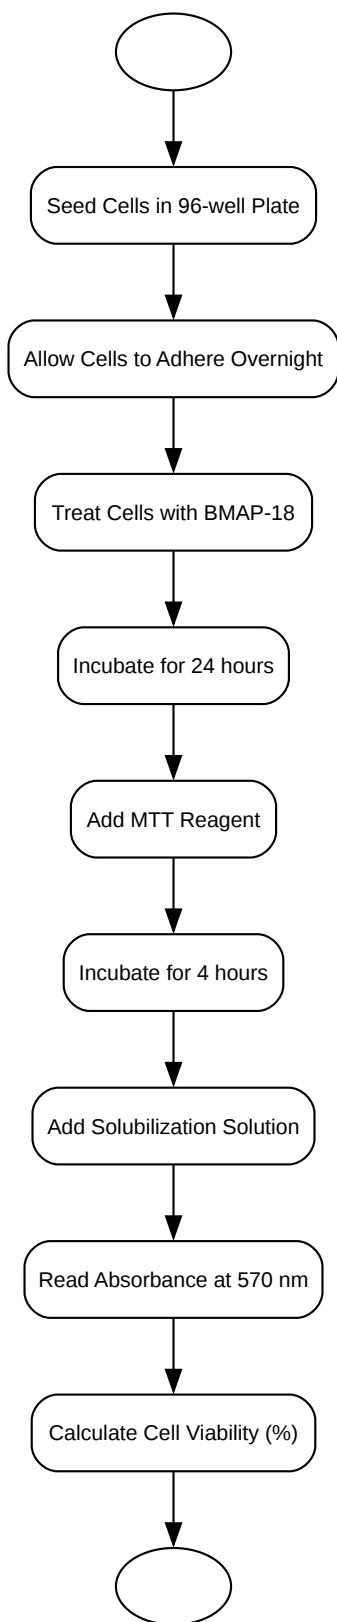 Seed Cells in 96-well Plate
Allow Cells to Adhere Overnight
Treat Cells with BMAP-18
Incubate for 24 hours
Add MTT Reagent
Incubate for 4 hours
Add Solubilization Solution
Read Absorbance at 570 nm
Calculate Cell Viability (%)